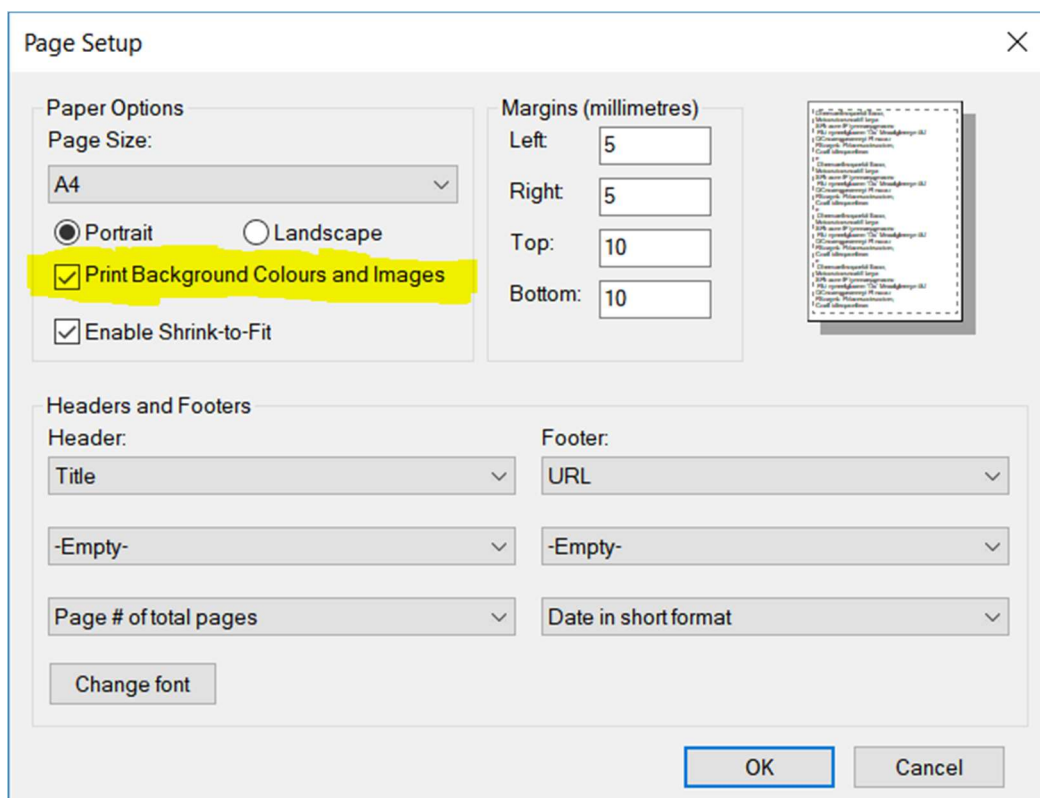 Page Setup
Paper Options
Page Size:
A4
Portrait
Landscape
Print Background Colours and Images
Enable Shrink-to-Fit
Margins (millimetres)
Left: 5
Right: 5
Top: 10
Bottom: 10
Headers and Footers
Header:
Title
-Empty-
Page # of total pages
Change font
Footer:
URL
-Empty-
Date in short format
OK
Cancel